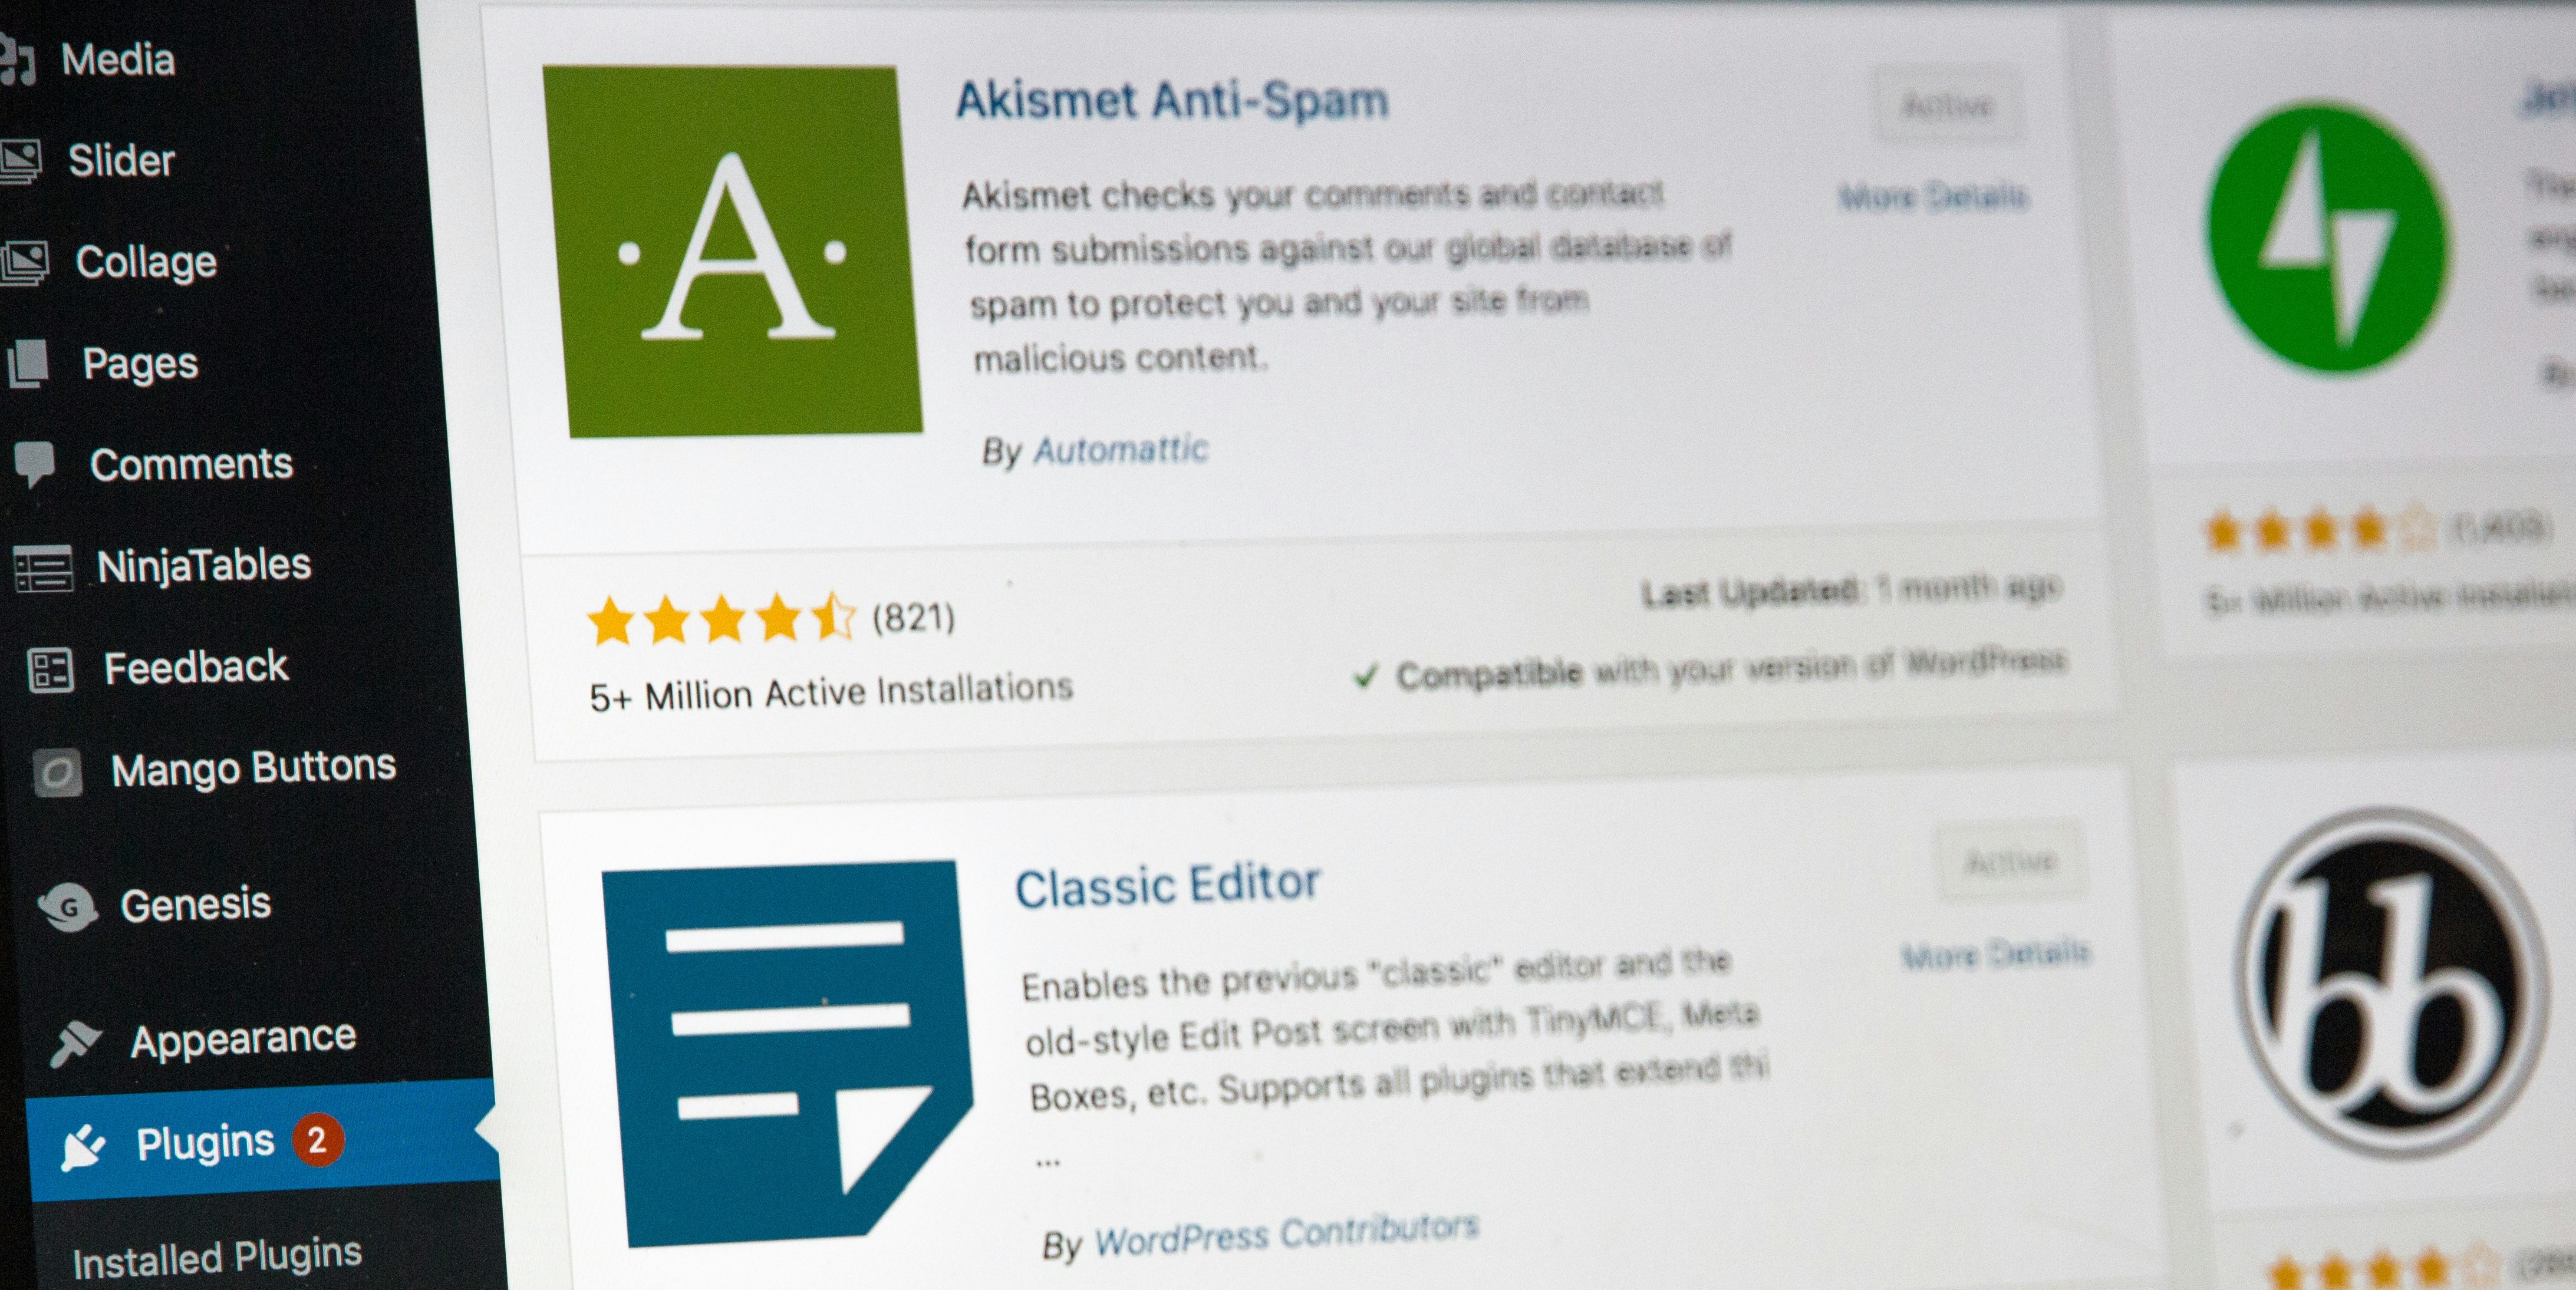 Media
Slider
Collage
Pages
Comments
NinjaTables
Feedback
Mango Buttons
G
Genesis
Appearance
Plugins 2
Installed Plugins
A
Akismet Anti-Spam
Active
More Details
Akismet checks your comments and contact
form submissions against our global database of
spam to protect you and your site from
malicious content.
By Automattic
(821)
5+ Million Active Installations
Last Updated: 1 month ago
Compatible with your version of WordPress
Classic Editor
Active
More Details
Enables the previous "classic" editor and the
old-style Edit Post screen with TinyMCE, Meta
Boxes, etc. Supports all plugins that extend thi
...
By WordPress Contributors
5+ Million Active
bb